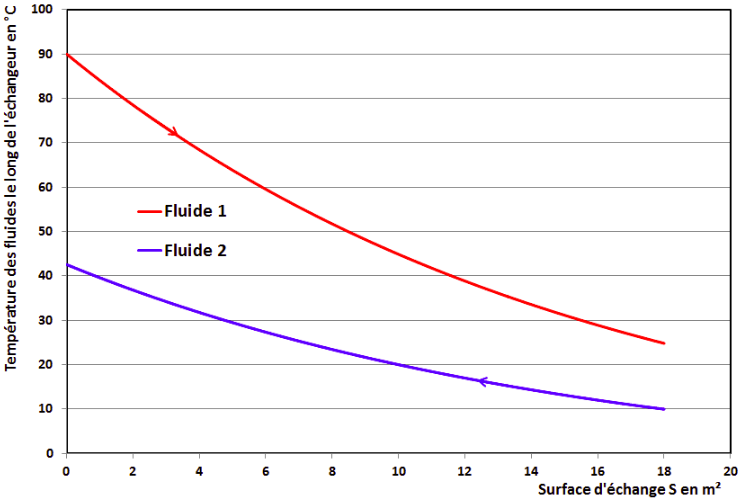 Température des fluides le long de l'échangeur en °C
100
90
80
70
60
50
40
30
20
10
0
Fluide 1
Fluide 2
0 2 4 6 8 10 12 14 16 18 20
Surface d'échange S en m²